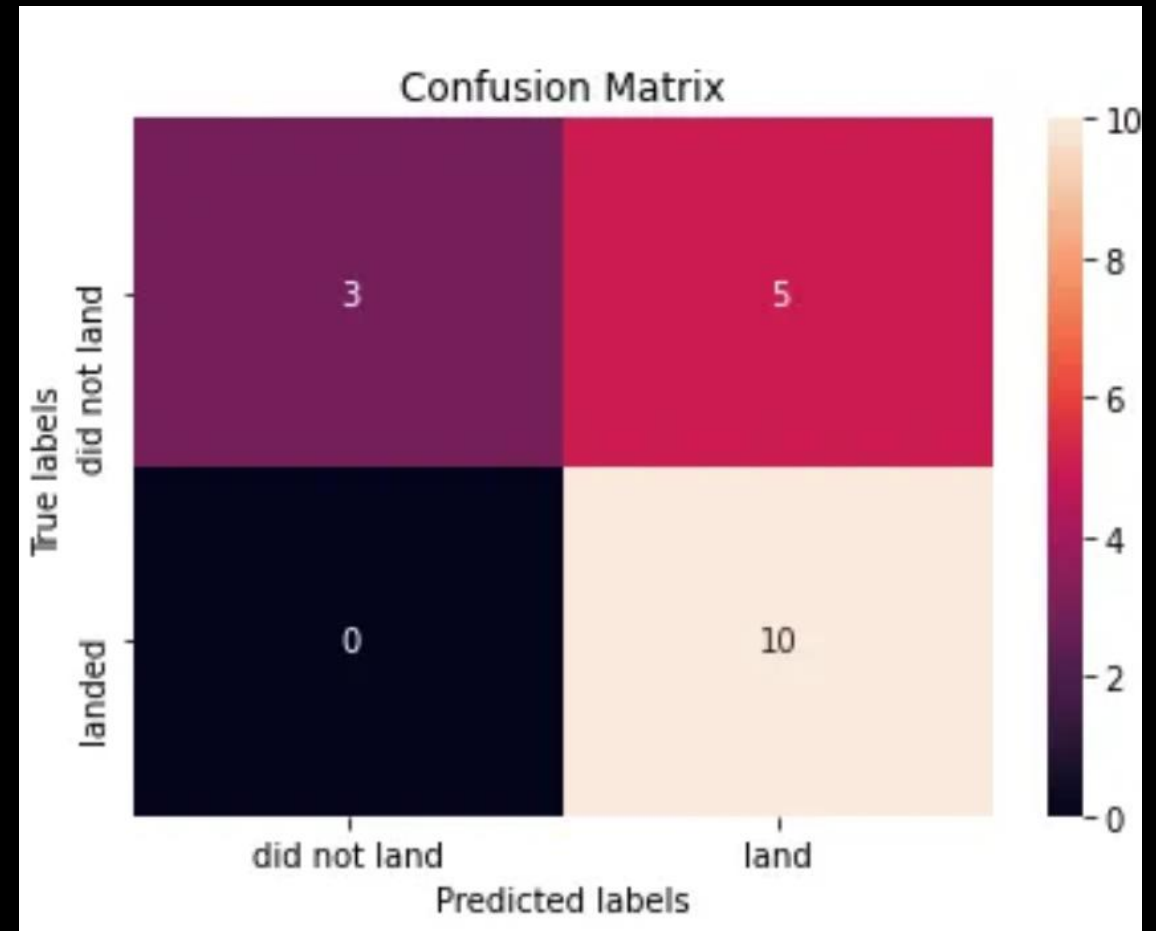 Confusion Matrix
True labels
did not land
landed
3
5
0
10
did not land
land
Predicted labels
10
8
6
4
2
0